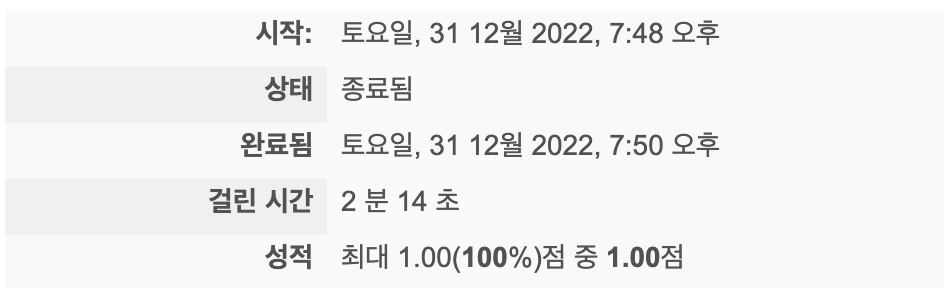 시작: 토요일, 31 12월 2022, 7:48 오후
상태 종료됨
완료됨 토요일, 31 12월 2022, 7:50 오후
걸린 시간 2 분 14 초
성적 최대 1.00(100%)점 중 1.00점